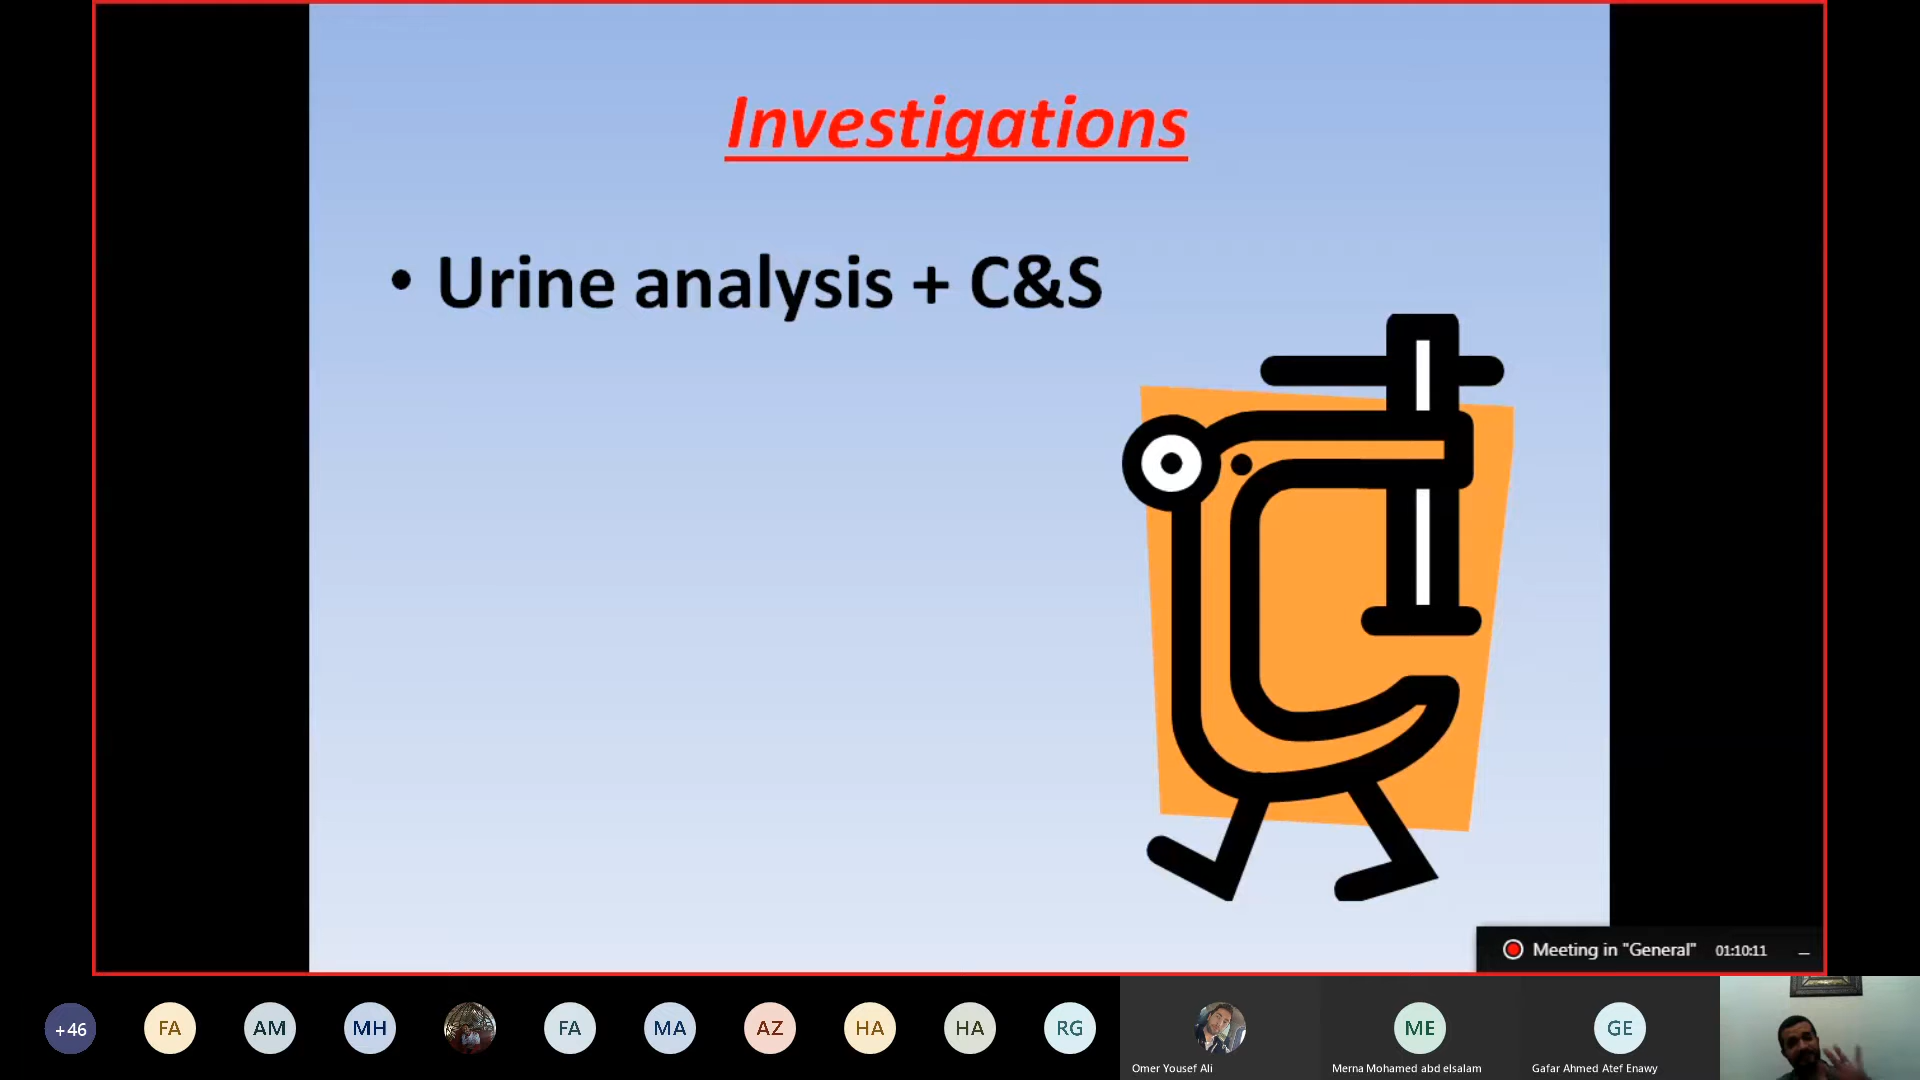 Investigations
• Urine analysis + C&S
Meeting in "General" 01:10:11
+46
FA
AM
MH
FA
MA
AZ
HA
HA
RG
Omer Yousef Ali
ME
Merna Mohamed abd elsalam
GE
Gafar Ahmed Atef Enawy